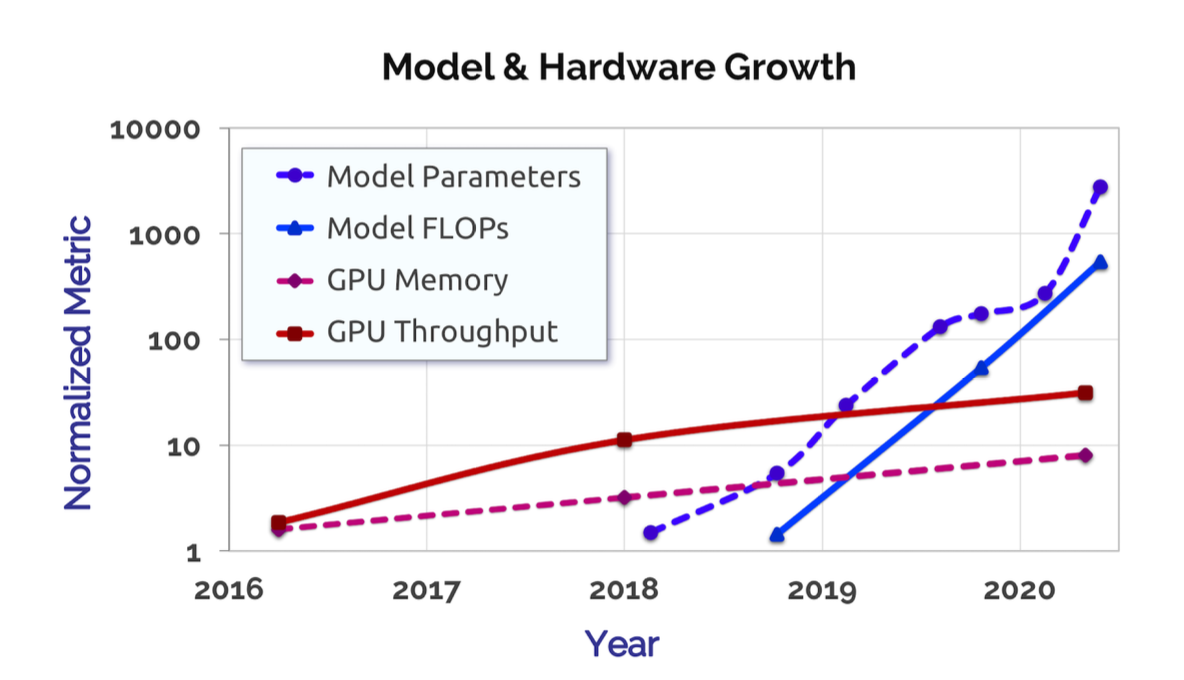 Model & Hardware Growth
10000
1000
100
10
1
Normalized Metric
Model Parameters
Model FLOPs
GPU Memory
GPU Throughput
2016 2017 2018 2019 2020
Year